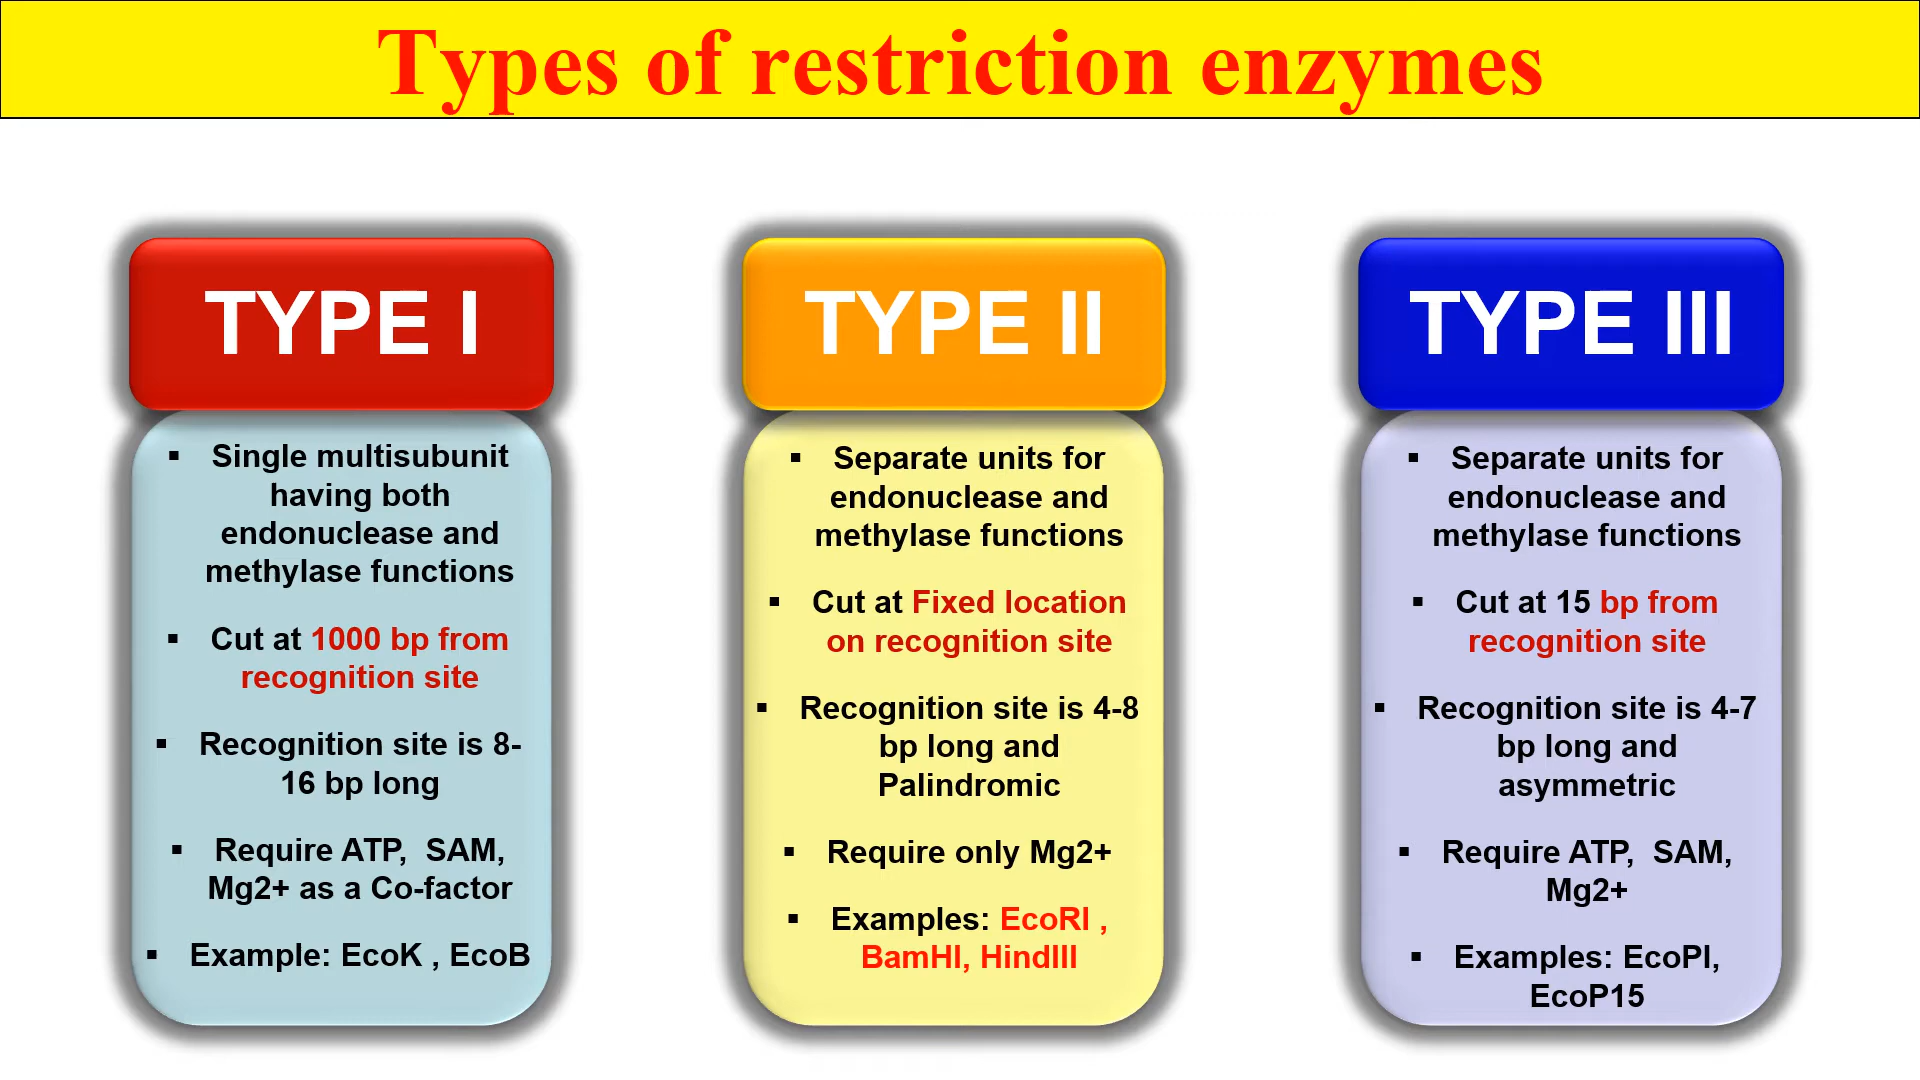 Types of restriction enzymes
TYPE I
▪ Single multisubunit
having both
endonuclease and
methylase functions
▪ Cut at 1000 bp from
recognition site
▪ Recognition site is 8-
16 bp long
▪ Require ATP,  SAM,
Mg2+ as a Co-factor
▪ Example: EcoK , EcoB
TYPE II
▪ Separate units for
endonuclease and
methylase functions
▪ Cut at Fixed location
on recognition site
▪ Recognition site is 4-8
bp long and
Palindromic
▪ Require only Mg2+
▪ Examples: EcoRI ,
BamHI, HindIII
TYPE III
▪ Separate units for
endonuclease and
methylase functions
▪ Cut at 15 bp from
recognition site
▪ Recognition site is 4-7
bp long and
asymmetric
▪ Require ATP,  SAM,
Mg2+
▪ Examples: EcoPI,
EcoP15